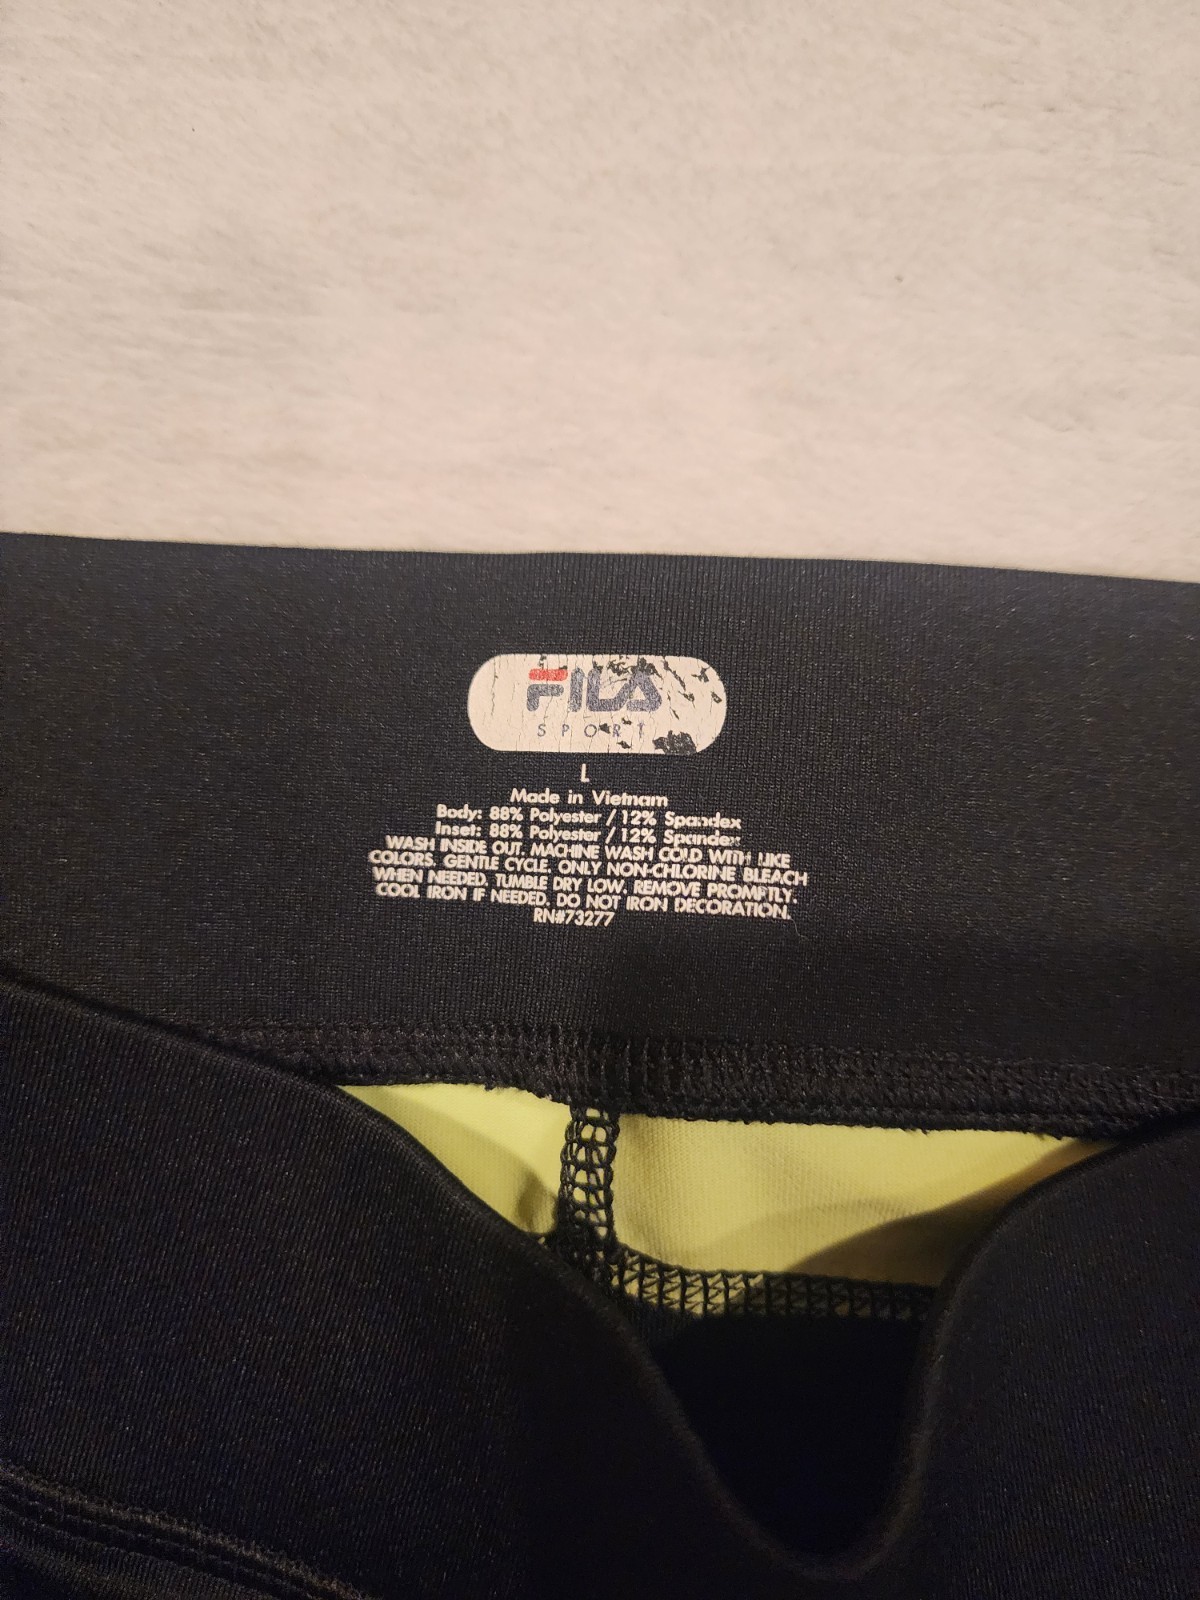 FILA
SPORT
L
Made in Vietnam
Body: 88% Polyester / 12% Spandex
Inset: 88% Polyester / 12% Spandex
WASH INSIDE OUT. MACHINE WASH COLD WITH LIKE
COLORS. GENTLE CYCLE. ONLY NON-CHLORINE BLEACH
WHEN NEEDED. TUMBLE DRY LOW. REMOVE PROMPTLY.
COOL IRON IF NEEDED. DO NOT IRON DECORATION.
RN#73277